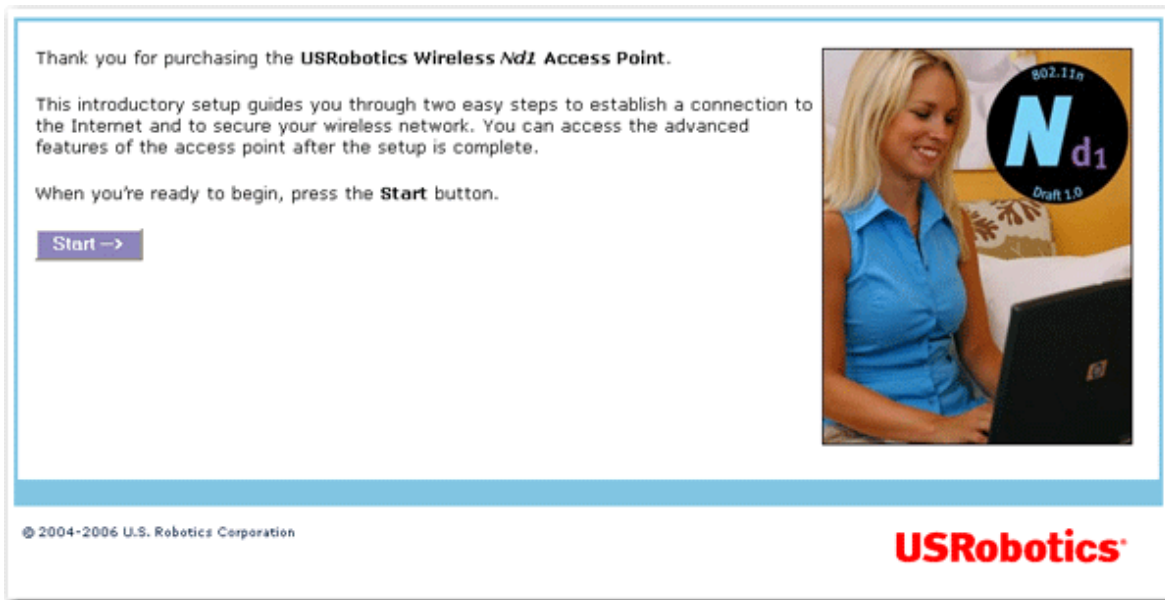 Thank you for purchasing the USRobotics Wireless Nd1 Access Point.
This introductory setup guides you through two easy steps to establish a connection to
the Internet and to secure your wireless network. You can access the advanced
features of the access point after the setup is complete.
When you're ready to begin, press the Start button.
Start —>
802.11n
Nd1
Draft 1.0
hp
© 2004-2006 U.S. Robotics Corporation
USRobotics